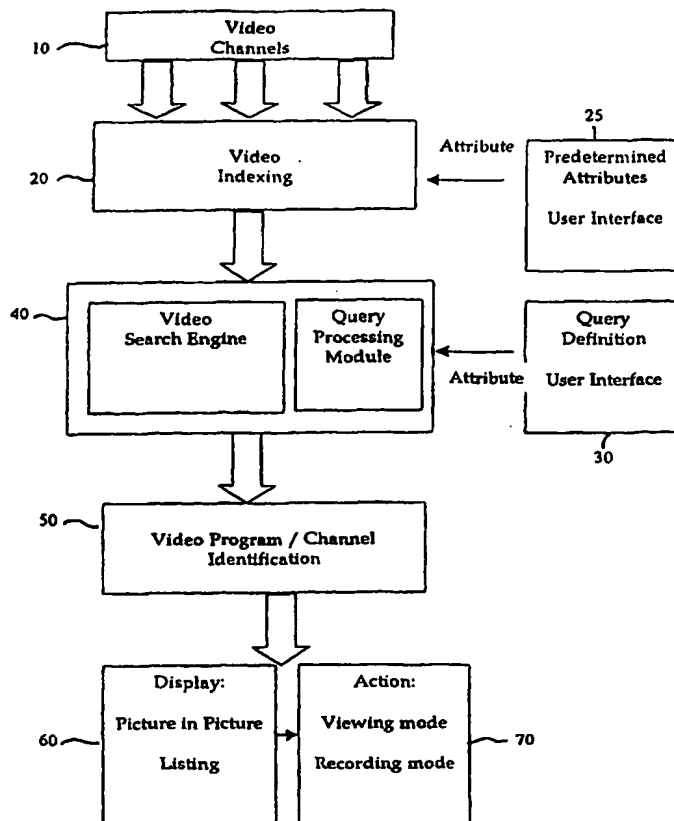 10
Video
Channels
20
Video
Indexing
Attribute
25
Predetermined
Attributes
User Interface
40
Video
Search Engine
Query
Processing
Module
Attribute
Query
Definition
User Interface
30
50
Video Program / Channel
Identification
60
Display:
Picture in Picture
Listing
Action:
Viewing mode
Recording mode
70